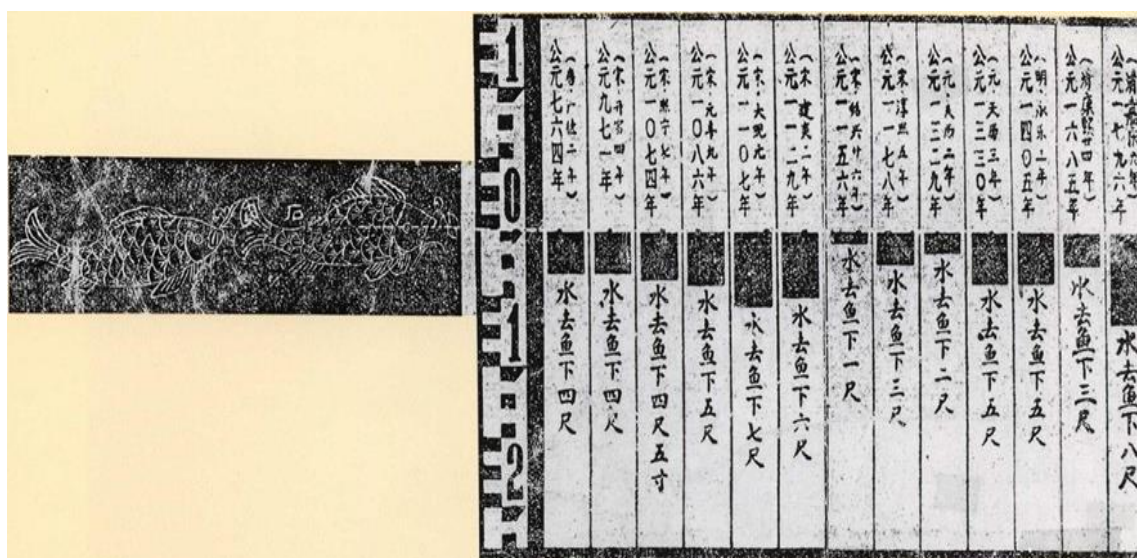 石
1
0
1
2
(唐·广德二年)
公元七六四年
水去鱼下四尺
(宋·开宝四年)
公元九七一年
水去鱼下四尺
(宋·熙宁七年)
公元一〇七四年
水去鱼下四尺五寸
(宋·元丰九年)
公元一〇八六年
水去鱼下五尺
(宋·大观元年)
公元一一〇七年
水去鱼下七尺
(宋·建炎二年)
公元一一二九年
水去鱼下六尺
(宋·绍兴廿六年)
公元一一五六年
水去鱼下一尺
(宋·淳熙五年)
公元一一七八年
水去鱼下三尺
(元·天历二年)
公元一三二九年
水去鱼下二尺
(元·天历三年)
公元一三三〇年
水去鱼下五尺
(明·永乐三年)
公元一四〇五年
水去鱼下五尺
(清康熙廿四年)
公元一六八五年
水去鱼下三尺
(清嘉庆元年)
公元一七九六年
水去鱼下八尺